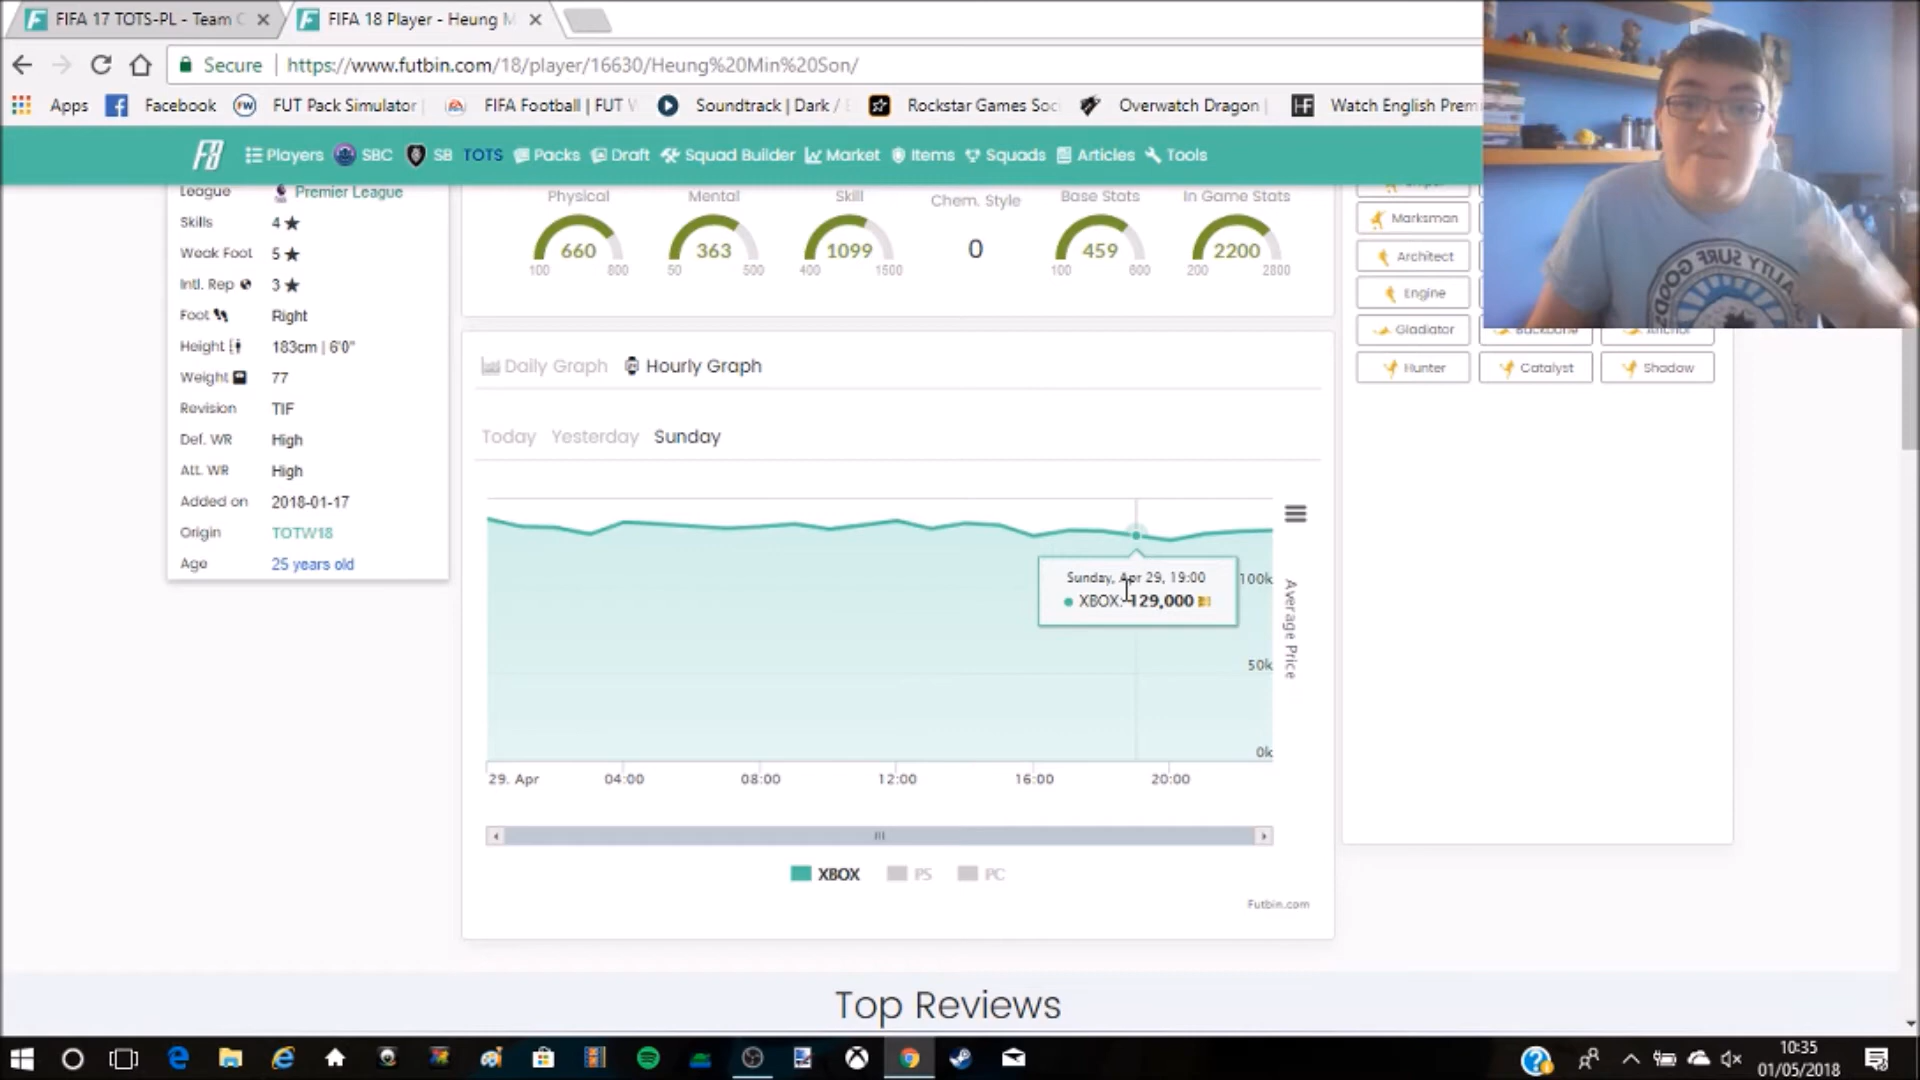 FIFA 17 TOTS-PL - Team
FIFA 18 Player - Heung M
Secure
https://www.futbin.com/18/player/16630/Heung%20Min%20Son/
Apps
Facebook
FUT Pack Simulator
FIFA Football | FUT
Soundtrack | Dark /
Rockstar Games Soc
Overwatch Dragon
Watch English Prem
Players
SBC
SB
TOTS
Packs
Draft
Squad Builder
Market
Items
Squads
Articles
Tools
League Premier League
Skills 4
Weak Foot 5
Intl. Rep 3
Foot Right
Height 183cm | 6'0"
Weight 77
Revision TIF
Def. WR High
Att. WR High
Added on 2018-01-17
Origin TOTW18
Age 25 years old
Physical
660
100 800
Mental
363
50 500
Skill
1099
400 1500
Chem. Style
0
Base Stats
459
100 600
In Game Stats
2200
200 2800
Marksman
Architect
Engine
Gladiator Backbone Anchor
Hunter Catalyst Shadow
QUALITY SURF GOODS
Daily Graph Hourly Graph
Today Yesterday Sunday
Sunday, Apr 29, 19:00
XBOX: 129,000
100k
50k
0k
Average Price
29. Apr 04:00 08:00 12:00 16:00 20:00
XBOX PS PC
Futbin.com
Top Reviews
10:35
01/05/2018